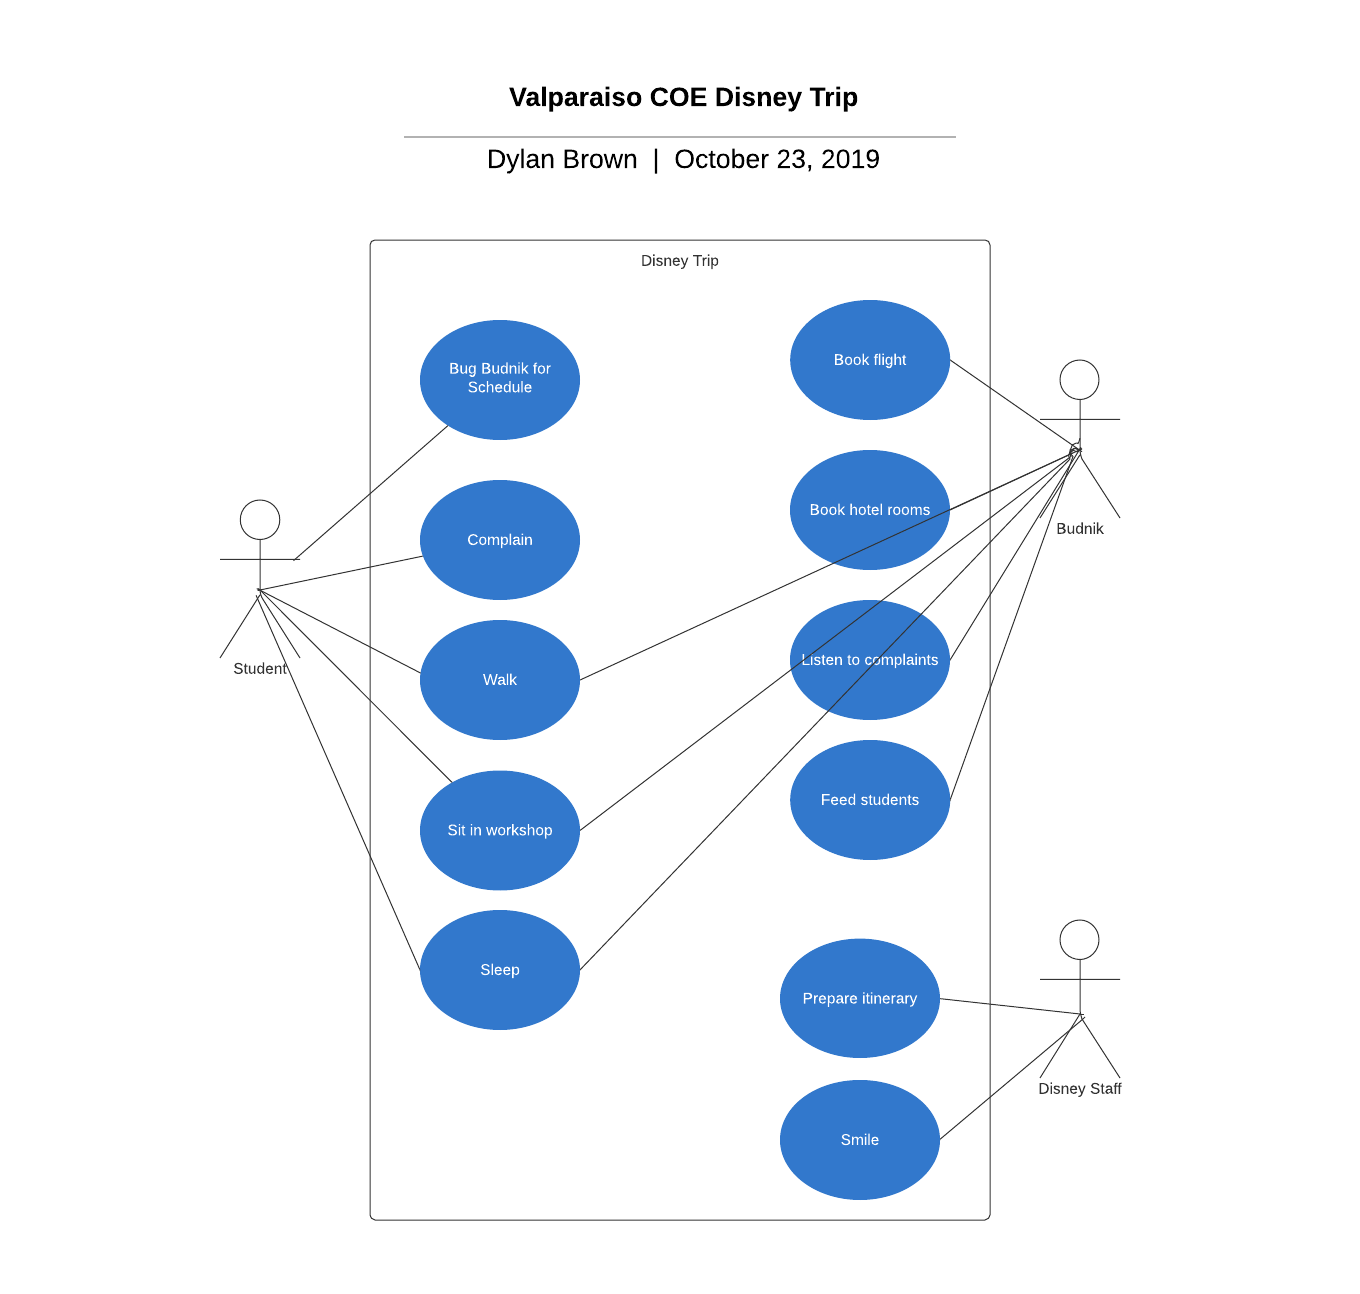 Valparaiso COE Disney Trip
Dylan Brown | October 23, 2019
Disney Trip
Bug Budnik for
Schedule
Complain
Walk
Sit in workshop
Sleep
Book flight
Book hotel rooms
Listen to complaints
Feed students
Prepare itinerary
Smile
Student
Budnik
Disney Staff